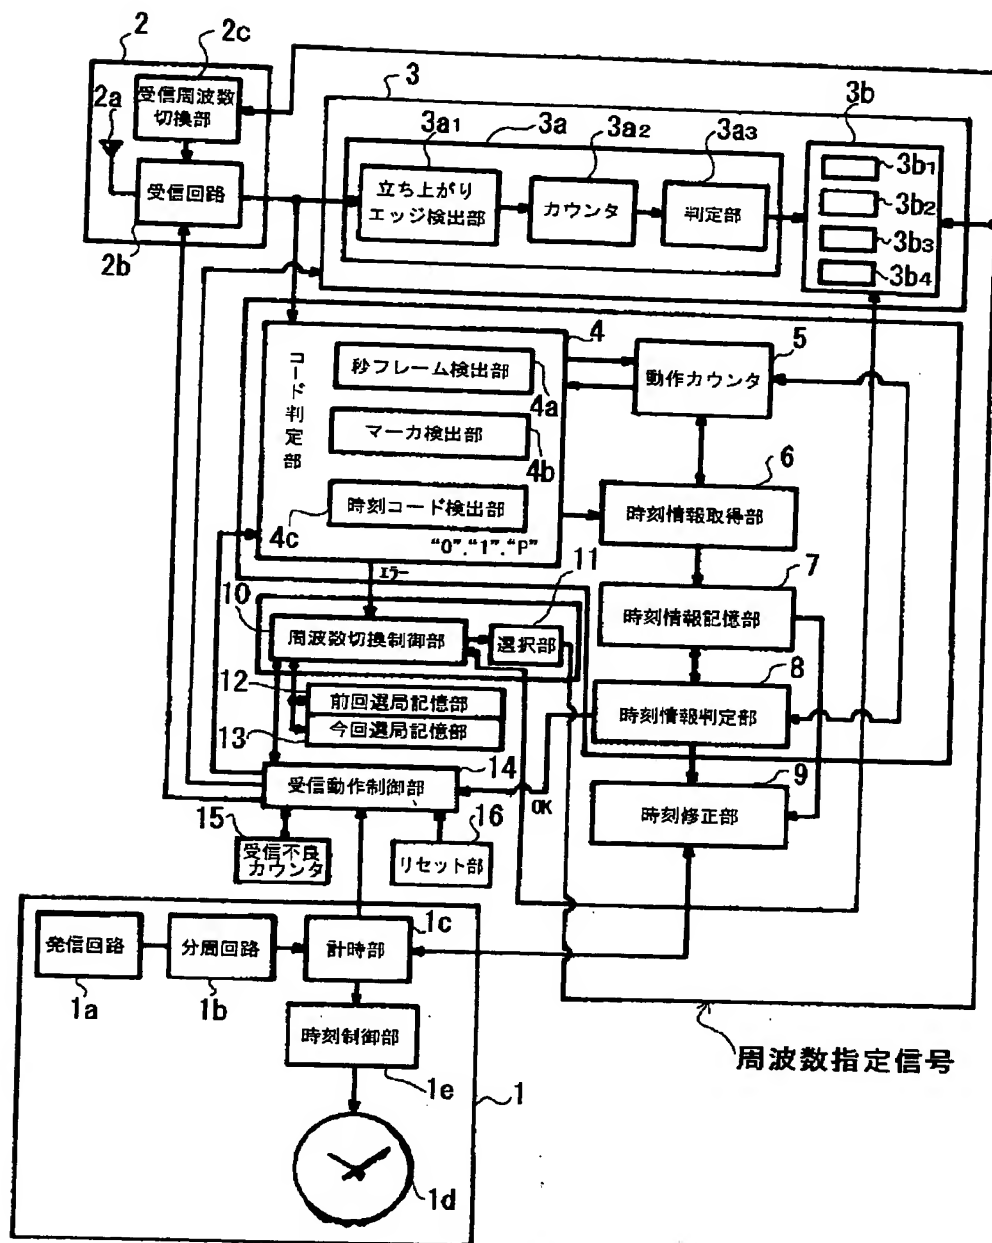 2
2c
2a
受信周波数
切換部
受信回路
2b
3
3a1
3a
3a2
3a3
3b
立ち上がり
エッジ検出部
カウンタ
判定部
3b1
3b2
3b3
3b4
4
コード判定部
秒フレーム検出部
4a
マーカ検出部
4b
時刻コード検出部
4c
“0”.“1”.“P”
5
動作カウンタ
6
時刻情報取得部
7
時刻情報記憶部
8
時刻情報判定部
9
時刻修正部
エラー
10
周波数切換制御部
11
選択部
12
前回選局記憶部
13
今回選局記憶部
14
受信動作制御部
OK
15
受信不良
カウンタ
16
リセット部
発信回路
1a
分周回路
1b
1c
計時部
時刻制御部
1e
1
1d
周波数指定信号